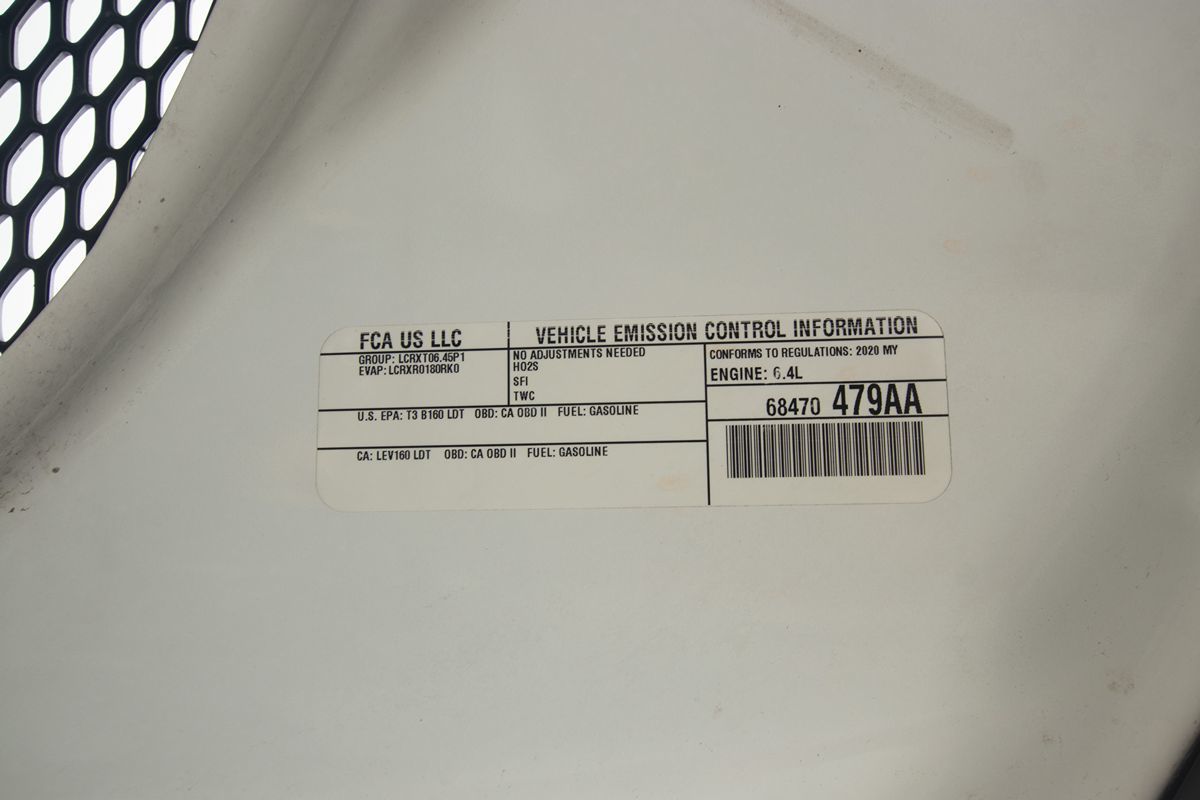 FCA US LLC
GROUP: LCRXT06.45P1
EVAP: LCRXR0180RK0
VEHICLE EMISSION CONTROL INFORMATION
NO ADJUSTMENTS NEEDED
HO2S
SFI
TWC
CONFORMS TO REGULATIONS: 2020 MY
ENGINE: 6.4L
68470 479AA
U.S. EPA: T3 B160 LDT OBD: CA OBD II FUEL: GASOLINE
CA: LEV160 LDT OBD: CA OBD II FUEL: GASOLINE